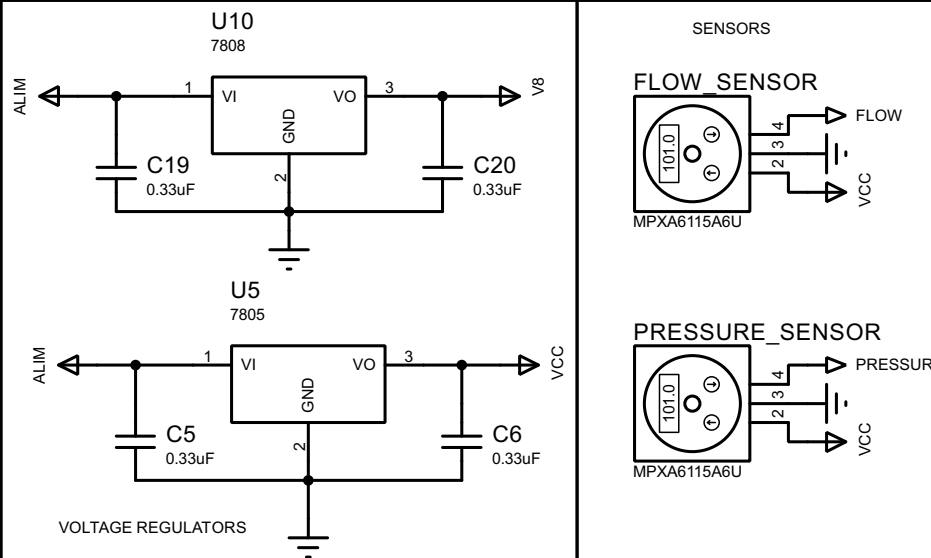 U10
7808
ALIM
1
VI
VO
3
V8
GND
2
C19
0.33uF
C20
0.33uF
U5
7805
ALIM
1
VI
VO
3
VCC
GND
2
C5
0.33uF
C6
0.33uF
VOLTAGE REGULATORS
SENSORS
FLOW_SENSOR
101.0
4
3
2
FLOW
VCC
MPXA6115A6U
PRESSURE_SENSOR
101.0
4
3
2
PRESSUR
VCC
MPXA6115A6U